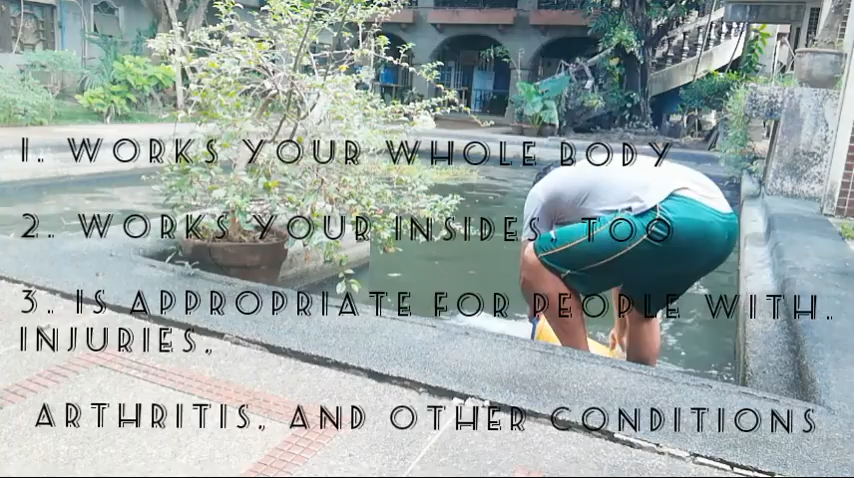 1. WORKS YOUR WHOLE BODY
2. WORKS YOUR INSIDES, TOO
3. IS APPROPRIATE FOR PEOPLE WITH.
INJURIES,
ARTHRITIS, AND OTHER CONDITIONS